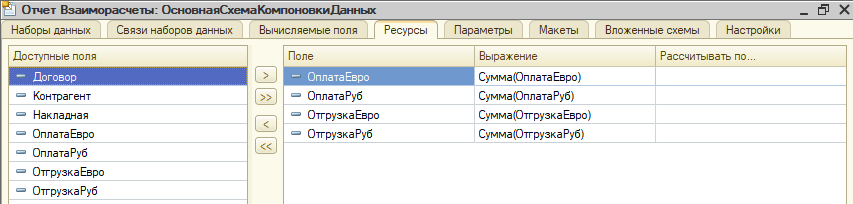 Отчет Взаиморасчеты: ОсновнаяСхемаКомпоновкиДанных
Наборы данных Связи наборов данных Вычисляемые поля Ресурсы Параметры Макеты Вложенные схемы Настройки
Доступные поля
Договор
Контрагент
Накладная
ОплатаЕвро
ОплатаРуб
ОтгрузкаЕвро
ОтгрузкаРуб
>
>>
<
<<
Поле Выражение Рассчитывать по...
ОплатаЕвро Сумма(ОплатаЕвро)
ОплатаРуб Сумма(ОплатаРуб)
ОтгрузкаЕвро Сумма(ОтгрузкаЕвро)
ОтгрузкаРуб Сумма(ОтгрузкаРуб)